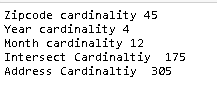 Zipcode cardinality 45
Year cardinality 4
Month cardinality 12
Intersect Cardinaltiy  175
Address Cardinaltiy  305